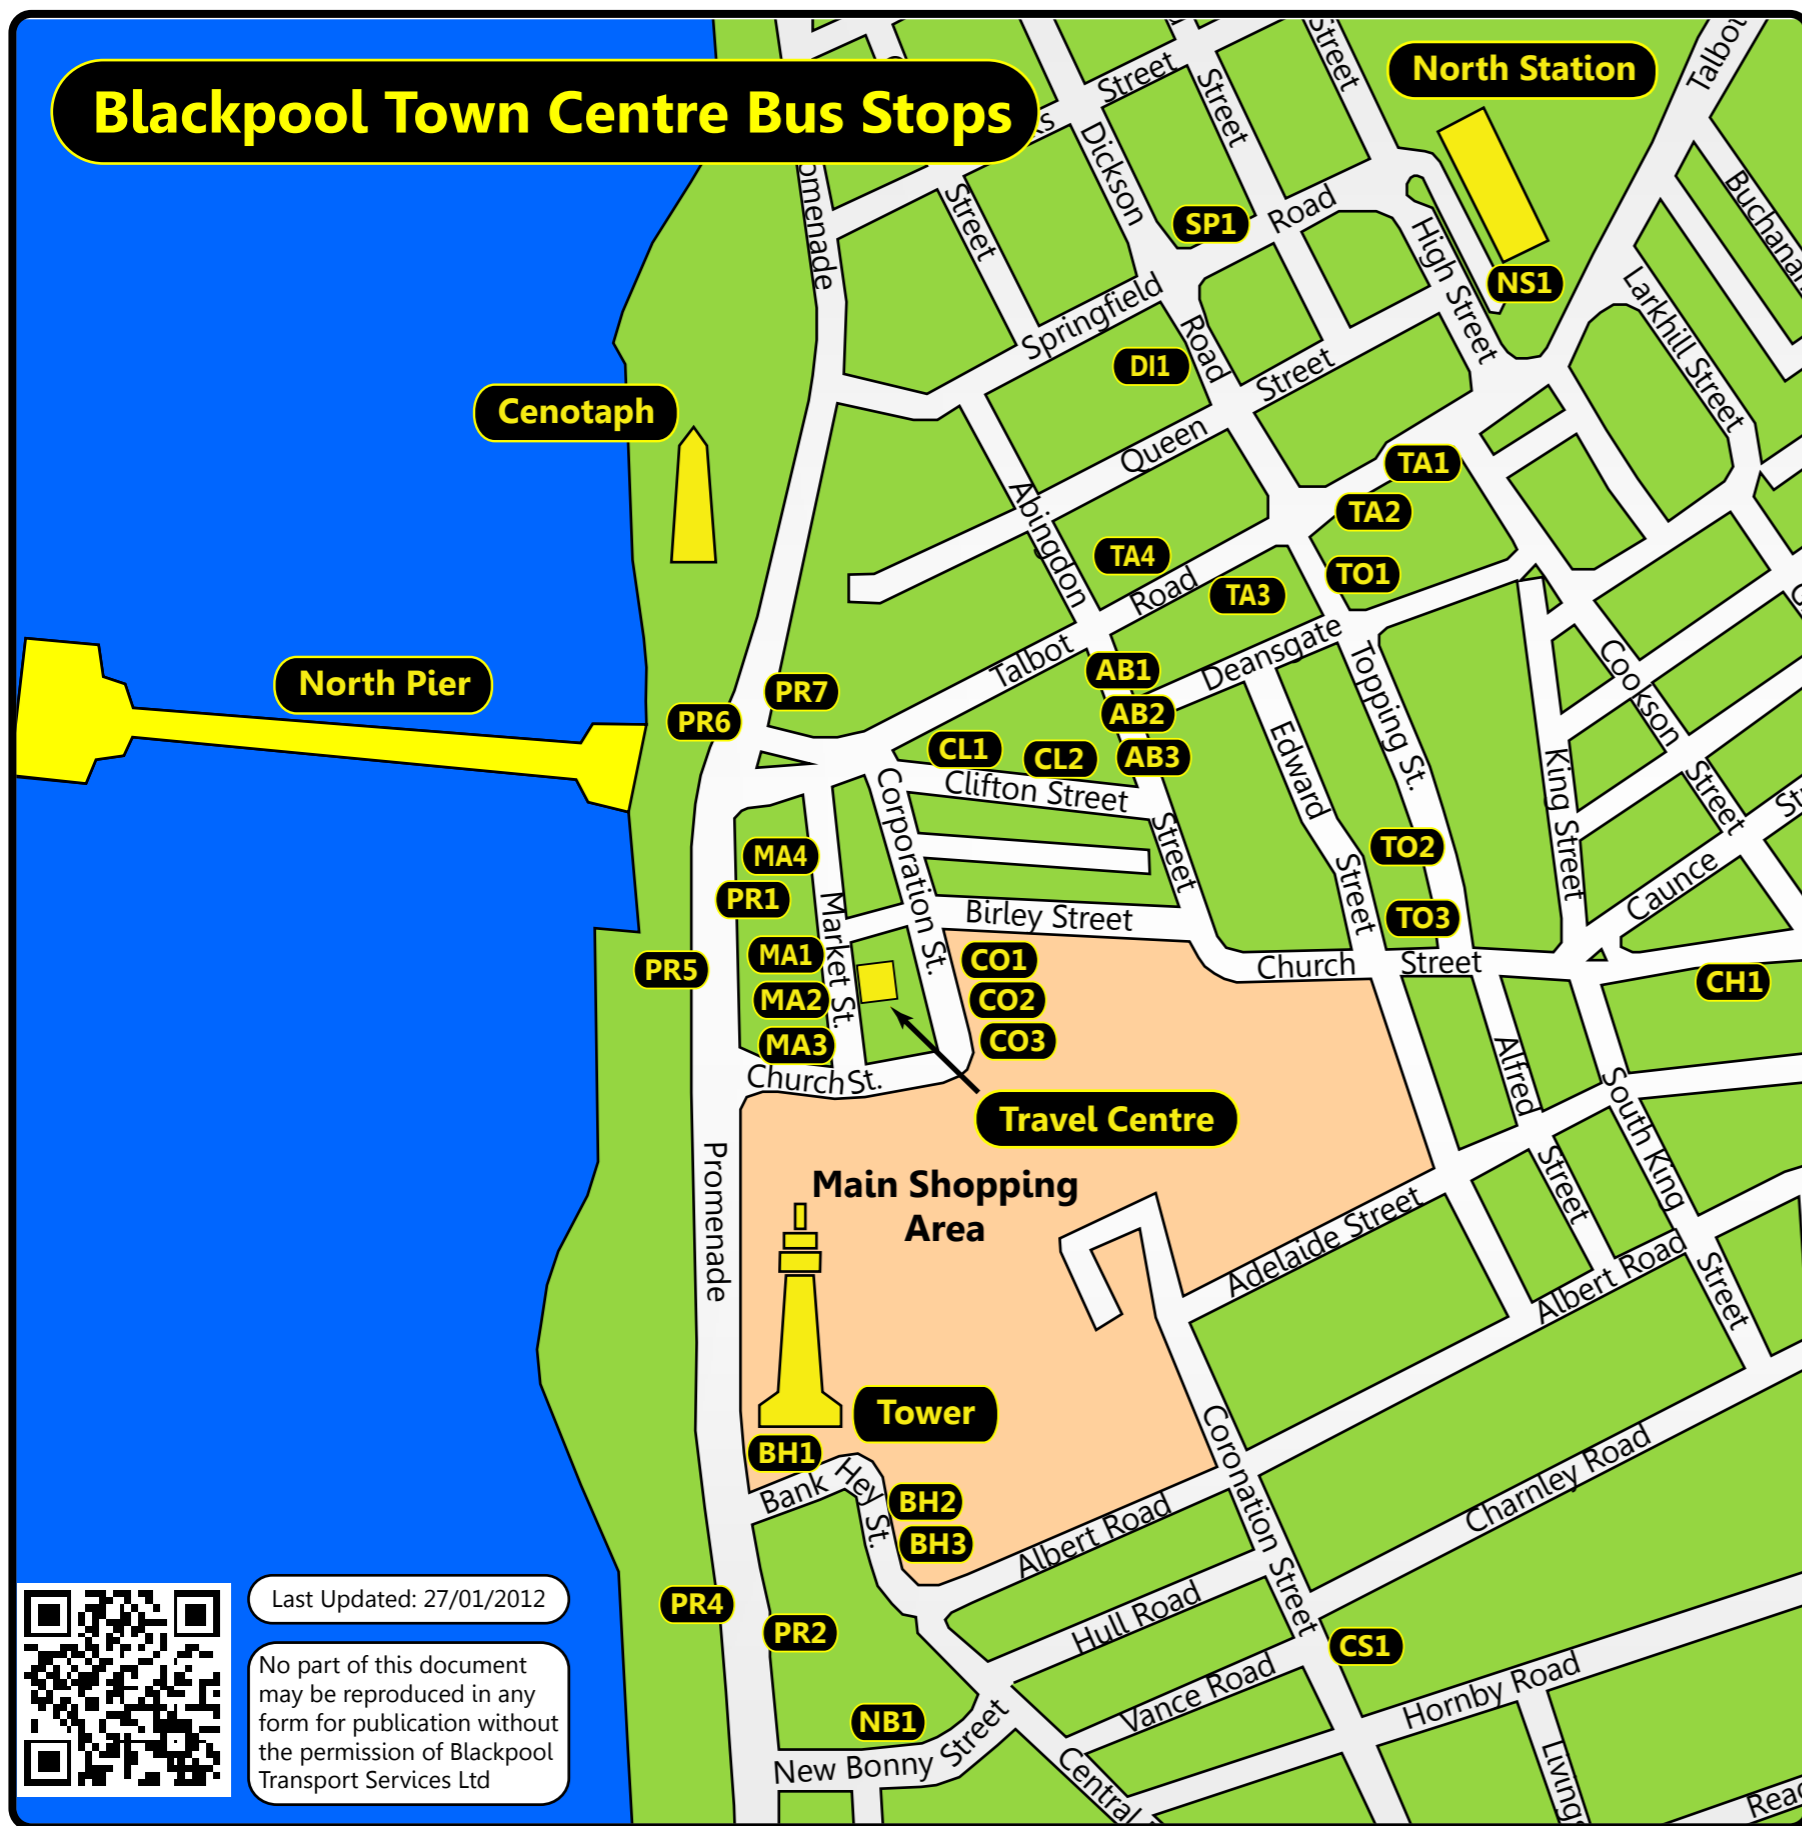 Blackpool Town Centre Bus Stops
North Station
Cenotaph
North Pier
Travel Centre
Main Shopping
Area
Tower
Street
Street
Street
Dickson
Road
Street
Road
Promenade
Springfield
High Street
Queen
Street
Abingdon
Street
Talbot
Road
Deansgate
Larkhill Street
Topping St.
Edward
Street
King Street
Cookson
Street
Caunce
Clifton Street
Corporation St.
Market St.
Birley Street
Church
Street
Church St.
Alfred
Street
South King
Street
Adelaide Street
Albert Road
Albert Road
Coronation Street
Charnley Road
Hull Road
Vance Road
Hornby Road
Central
New Bonny Street
Bank
Hey
St.
SP1
NS1
DI1
TA1
TA2
TA4
TA3
TO1
AB1
AB2
AB3
CL1
CL2
PR7
PR6
MA4
PR1
MA1
PR5
MA2
MA3
CO1
CO2
CO3
TO2
TO3
CH1
BH1
BH2
BH3
PR4
PR2
NB1
CS1
Last Updated: 27/01/2012
No part of this document
may be reproduced in any
form for publication without
the permission of Blackpool
Transport Services Ltd